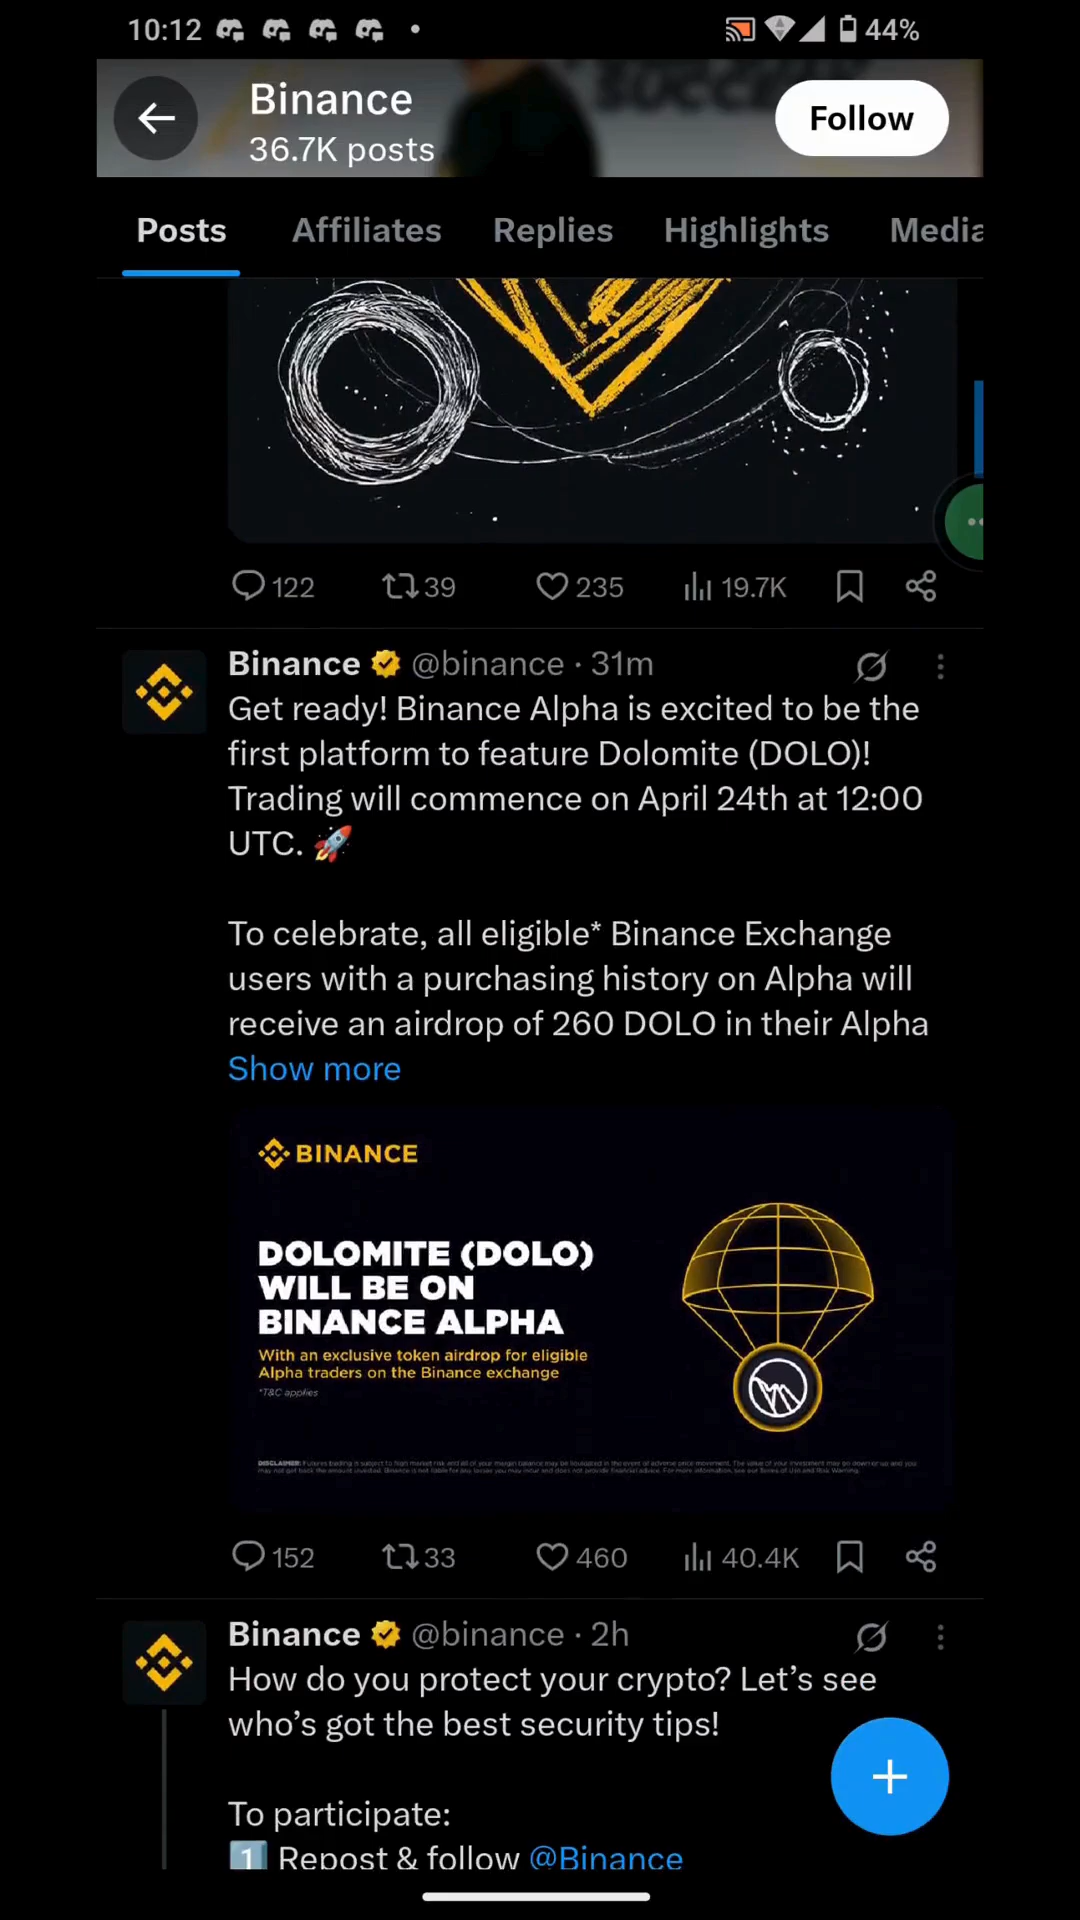 10:12
44%
Binance
36.7K posts
Follow
Posts
Affiliates
Replies
Highlights
Media
122
39
235
19.7K
Binance @binance · 31m
Get ready! Binance Alpha is excited to be the
first platform to feature Dolomite (DOLO)!
Trading will commence on April 24th at 12:00
UTC. 🚀
To celebrate, all eligible* Binance Exchange
users with a purchasing history on Alpha will
receive an airdrop of 260 DOLO in their Alpha
Show more
BINANCE
DOLOMITE (DOLO)
WILL BE ON
BINANCE ALPHA
With an exclusive token airdrop for eligible
Alpha traders on the Binance exchange
*T&C applies
152
33
460
40.4K
Binance @binance · 2h
How do you protect your crypto? Let’s see
who’s got the best security tips!
To participate:
1️⃣ Repost & follow @Binance